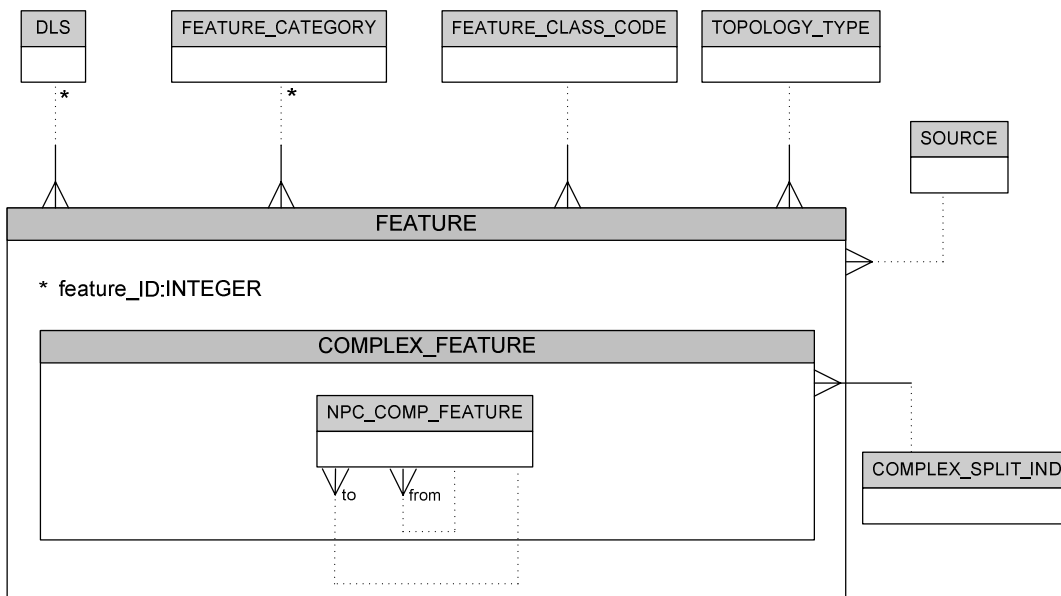 DLS
FEATURE_CATEGORY
FEATURE_CLASS_CODE
TOPOLOGY_TYPE
*
*
SOURCE
FEATURE
* feature_ID:INTEGER
COMPLEX_FEATURE
NPC_COMP_FEATURE
to
from
COMPLEX_SPLIT_IND